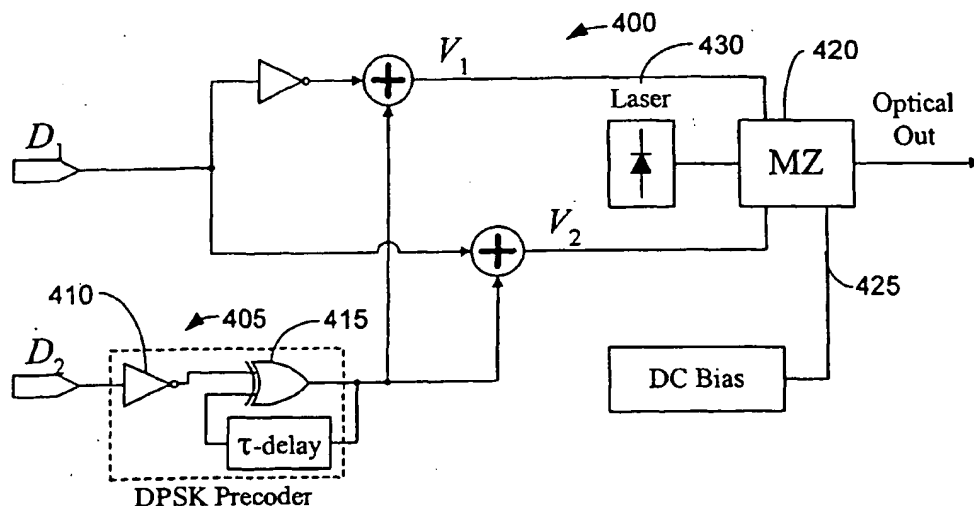 400
430
420
V₁
Laser
Optical
Out
D₁
MZ
V₂
425
410
405
415
D₂
DC Bias
τ-delay
DPSK Precoder